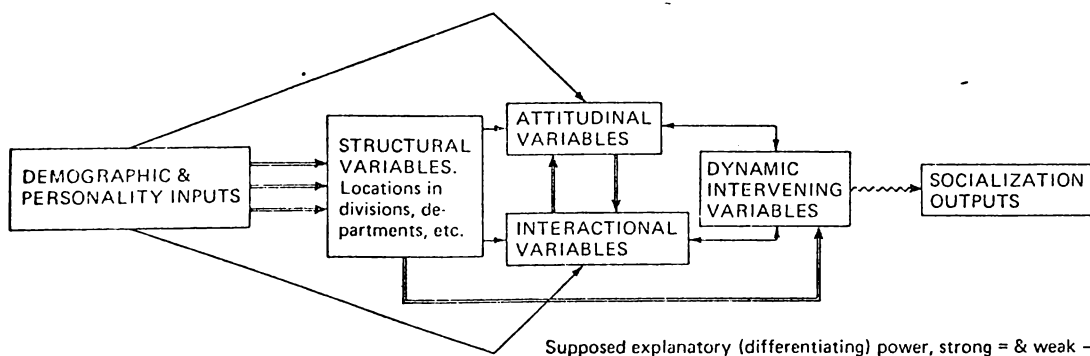 DEMOGRAPHIC &
PERSONALITY INPUTS
STRUCTURAL
VARIABLES.
Locations in
divisions, de-
partments, etc.
ATTITUDINAL
VARIABLES
INTERACTIONAL
VARIABLES
DYNAMIC
INTERVENING
VARIABLES
SOCIALIZATION
OUTPUTS
Supposed explanatory (differentiating) power, strong = & weak –